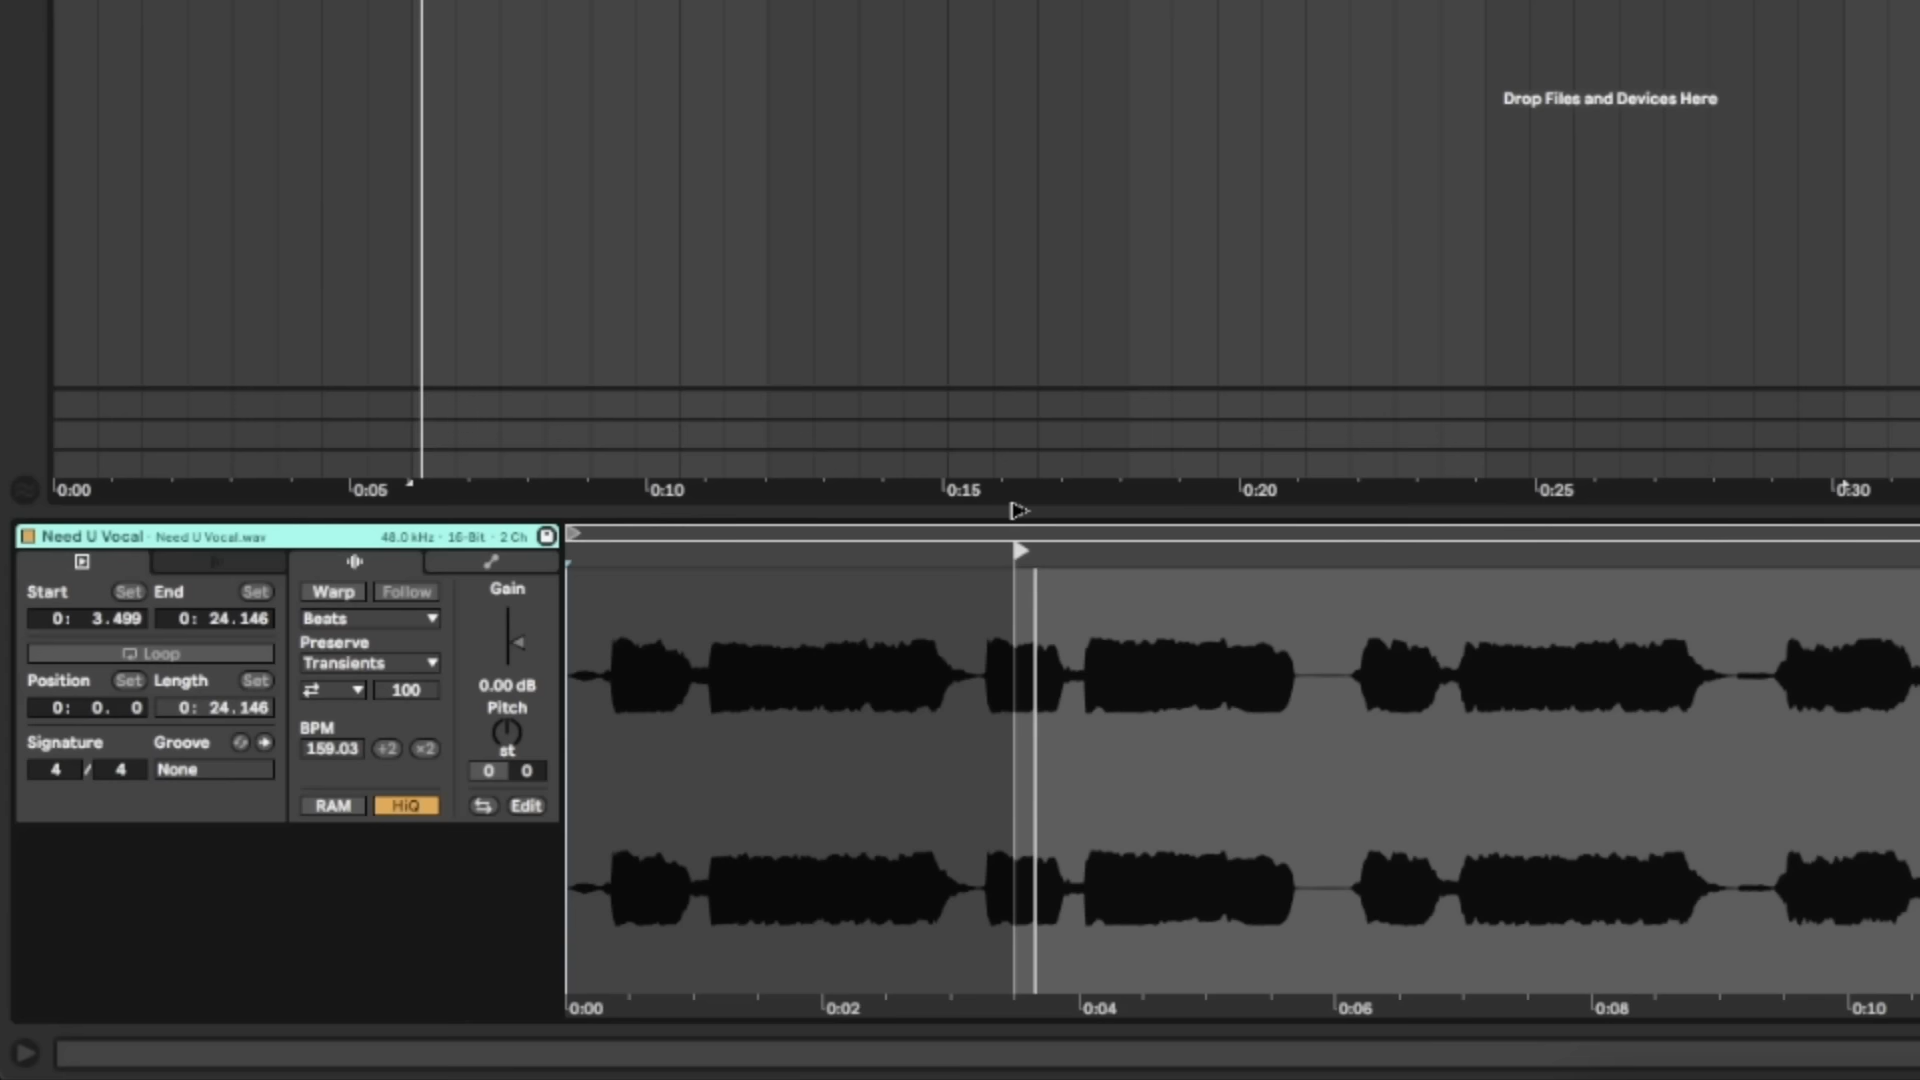 Drop Files and Devices Here
0:00 0:05 0:10 0:15 0:20 0:25 0:30
Need U Vocal · Need U Vocal.wav 48.0 kHz · 16-Bit · 2 Ch
Start Set End Set
0: 3.499 0: 24.146
Loop
Position Set Length Set
0: 0. 0 0: 24.146
Signature Groove
4 / 4 None
Warp Follow
Beats
Preserve
Transients
100
BPM
159.03 ÷2 ×2
RAM HiQ
Gain
0.00 dB
Pitch
st
0 0
Edit
0:00 0:02 0:04 0:06 0:08 0:10